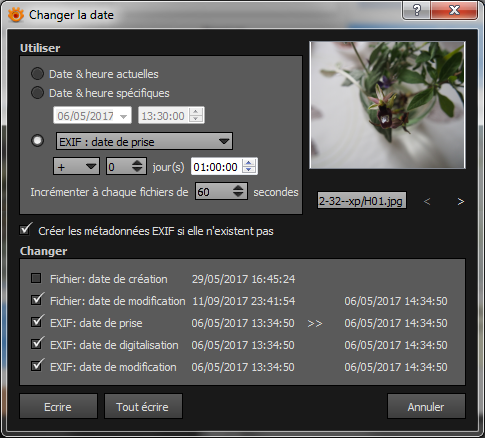 Changer la date
Utiliser
Date & heure actuelles
Date & heure spécifiques
06/05/2017 13:30:00
EXIF : date de prise
+ 0 jour(s) 01:00:00
Incrémenter à chaque fichiers de 60 secondes
2-32--xp/H01.jpg < >
Créer les métadonnées EXIF si elle n'existent pas
Changer
Fichier: date de création 29/05/2017 16:45:24
Fichier: date de modification 11/09/2017 23:41:54 06/05/2017 14:34:50
EXIF: date de prise 06/05/2017 13:34:50 >> 06/05/2017 14:34:50
EXIF: date de digitalisation 06/05/2017 13:34:50 06/05/2017 14:34:50
EXIF: date de modification 06/05/2017 13:34:50 06/05/2017 14:34:50
Ecrire Tout écrire Annuler